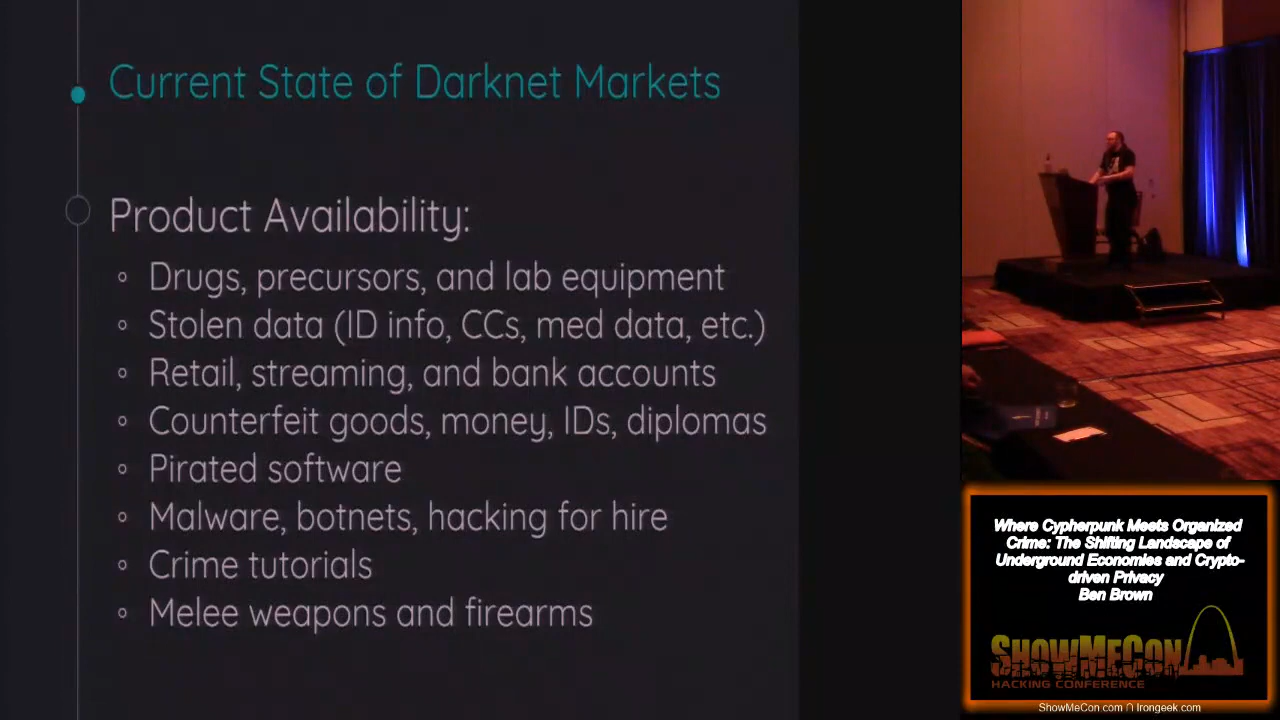 Current State of Darknet Markets
Product Availability:
Drugs, precursors, and lab equipment
Stolen data (ID info, CCs, med data, etc.)
Retail, streaming, and bank accounts
Counterfeit goods, money, IDs, diplomas
Pirated software
Malware, botnets, hacking for hire
Crime tutorials
Melee weapons and firearms
Where Cypherpunk Meets Organized
Crime: The Shifting Landscape of
Underground Economies and Crypto-
driven Privacy
Ben Brown
SHOWMECON
HACKING CONFERENCE
ShowMeCon.com ∩ Irongeek.com